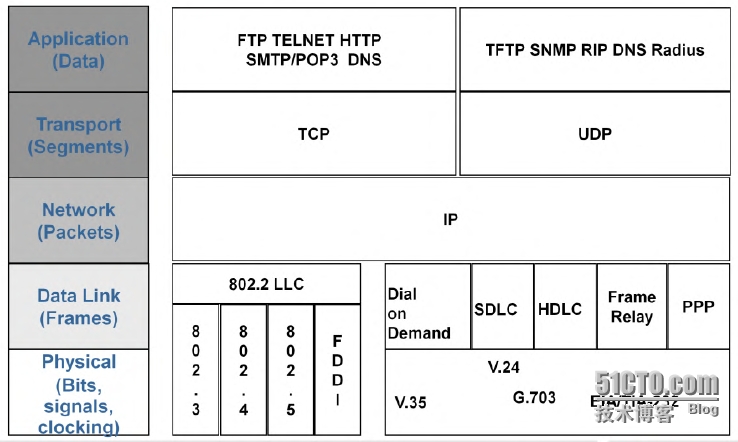 Application
(Data)
FTP TELNET HTTP
SMTP/POP3 DNS
TFTP SNMP RIP DNS Radius
Transport
(Segments)
TCP
UDP
Network
(Packets)
IP
Data Link
(Frames)
802.2 LLC
Dial
on
Demand
SDLC
HDLC
Frame
Relay
PPP
802.3
802.4
802.5
FDDI
Physical
(Bits,
signals,
clocking)
V.24
V.35
G.703
51CTO.com
技术博客 Blog